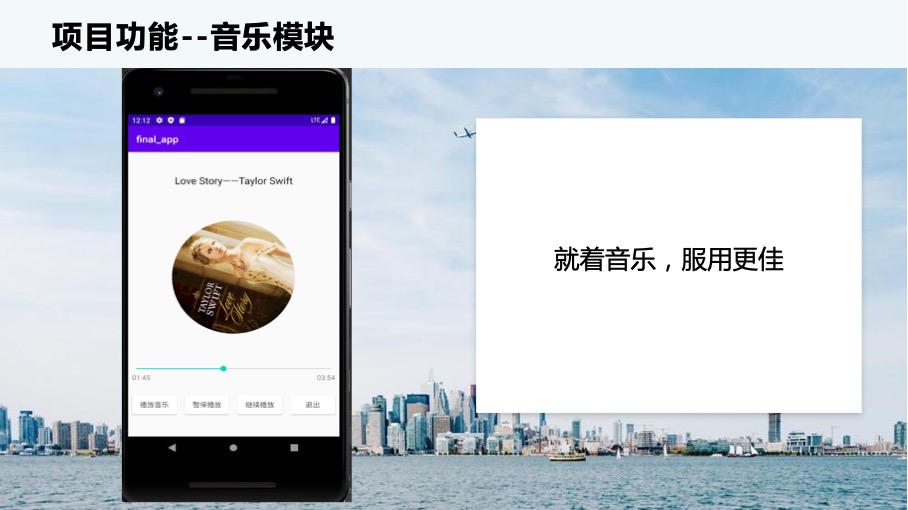 项目功能--音乐模块
12:12
LTE
final_app
Love Story——Taylor Swift
TAYLOR
SWIFT
Love
Story
01:45
03:54
播放音乐 暂停播放 继续播放 退出
就着音乐，服用更佳